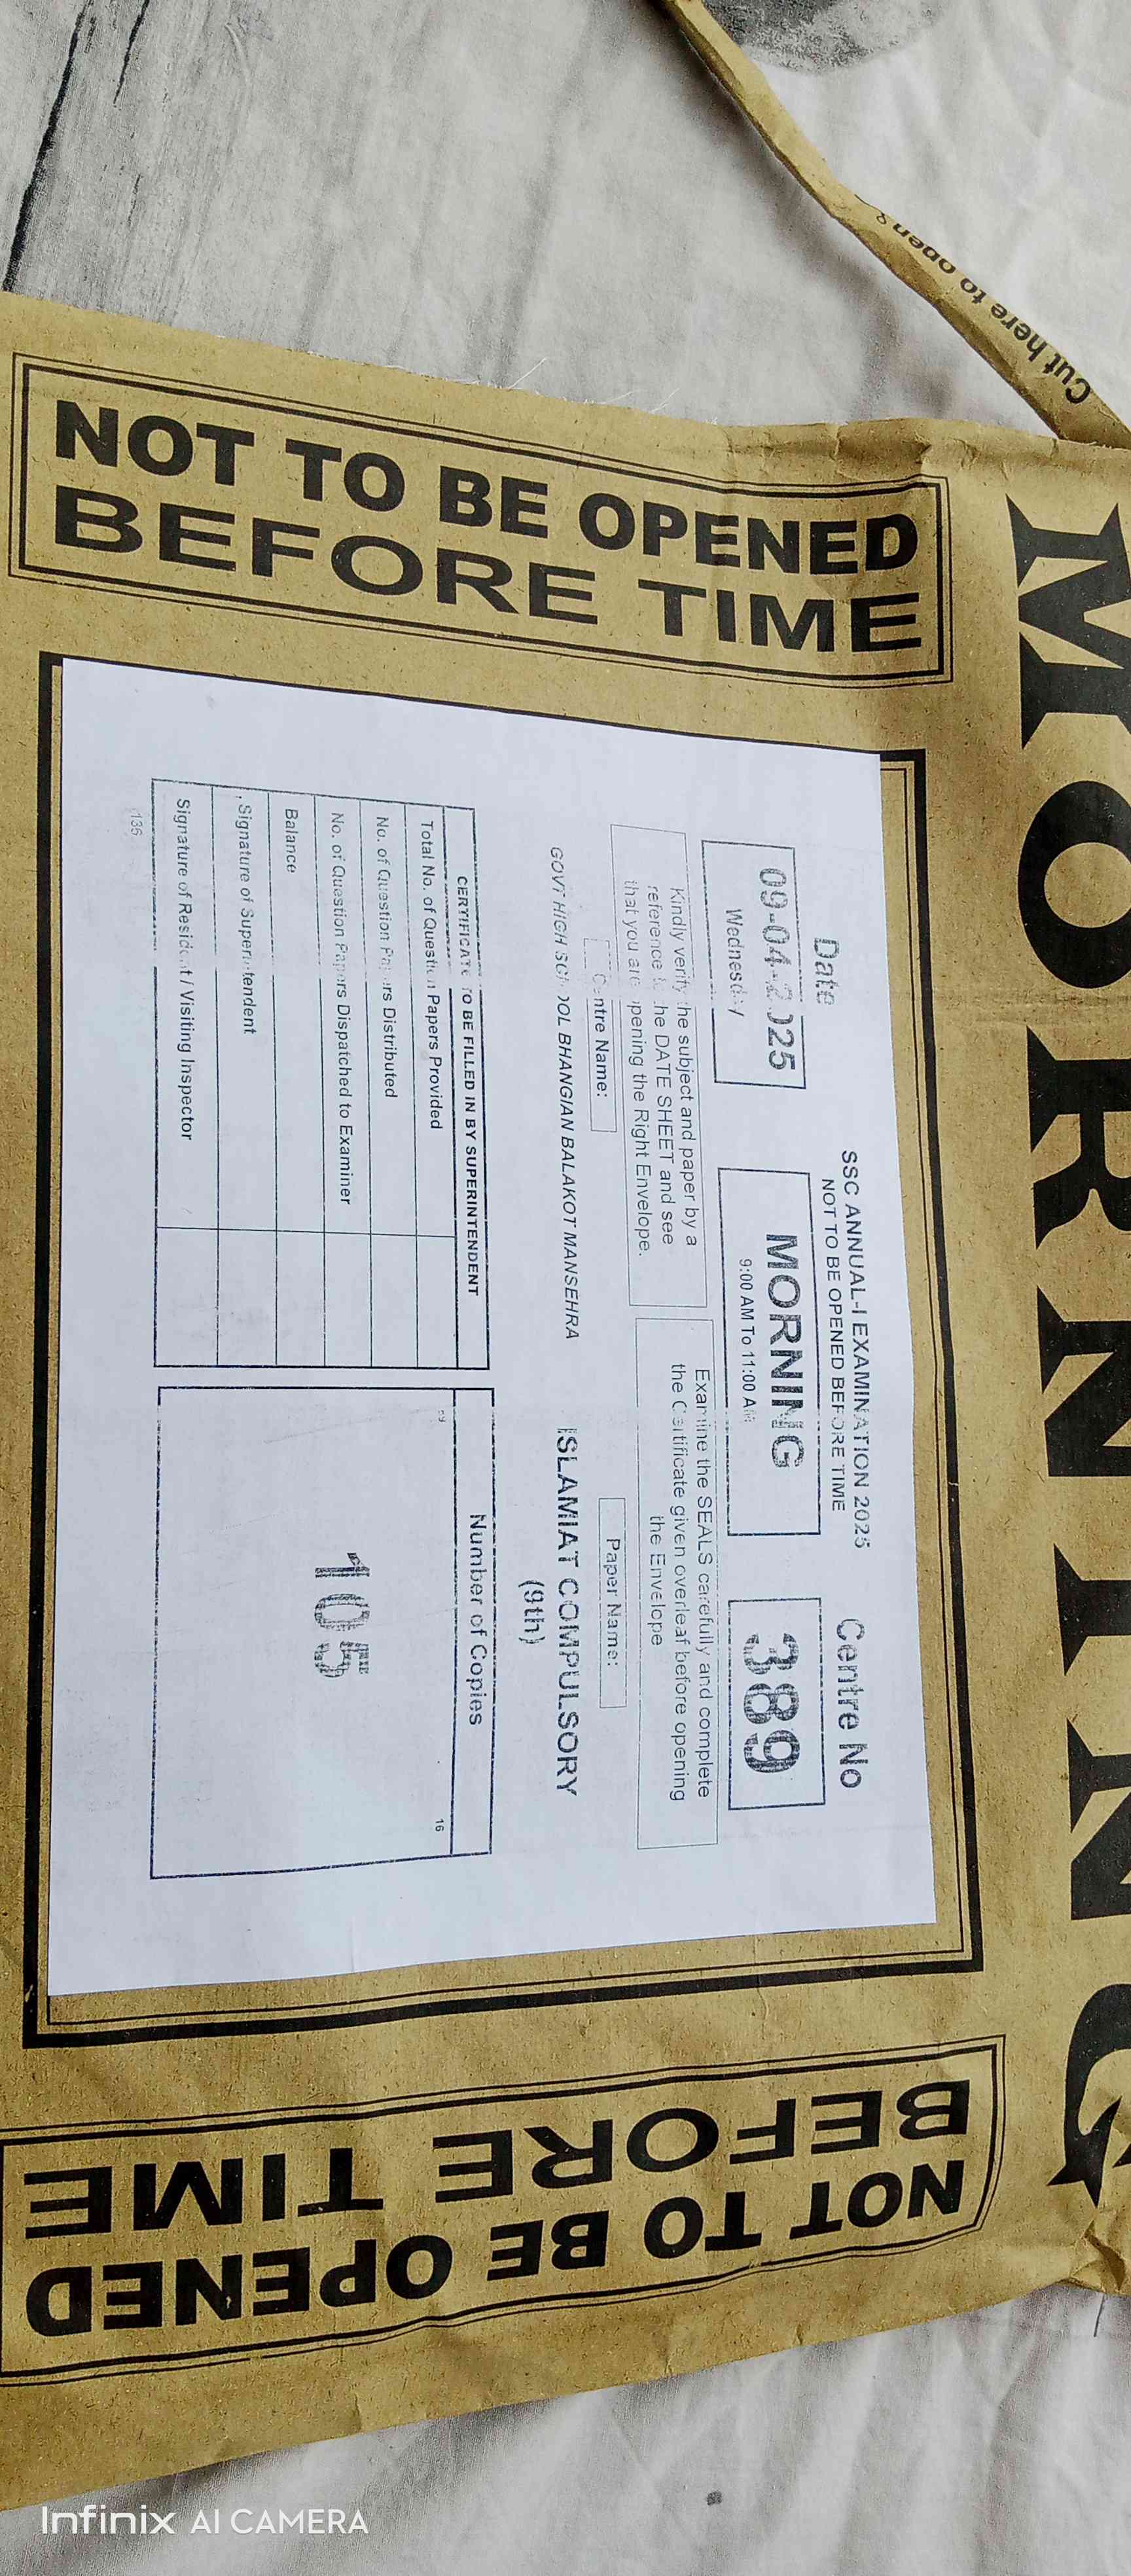 Cut here to open &
MORNING
NOT TO BE OPENED
BEFORE TIME
SSC ANNUAL-I EXAMINATION 2025
NOT TO BE OPENED BEFORE TIME
Date
Centre No
09-04-2025
Wednesday
MORNING
9:00 AM To 11:00 AM
389
Kindly verify the subject and paper by a
reference to the DATE SHEET and see
that you are opening the Right Envelope.
Examine the SEALS carefully and complete
the Certificate given overleaf before opening
the Envelope
Centre Name:
Paper Name:
GOVT HIGH SCHOOL BHANGIAN BALAKOT MANSEHRA
ISLAMIAT COMPULSORY
(9th)
CERTIFICATE TO BE FILLED IN BY SUPERINTENDENT
Total No. of Question Papers Provided
No. of Question Papers Distributed
No. of Question Papers Dispatched to Examiner
Balance
Signature of Superintendent
Signature of Resident / Visiting Inspector
135
Number of Copies
16
105
NOT TO BE OPENED
BEFORE TIME
Infinix AI CAMERA